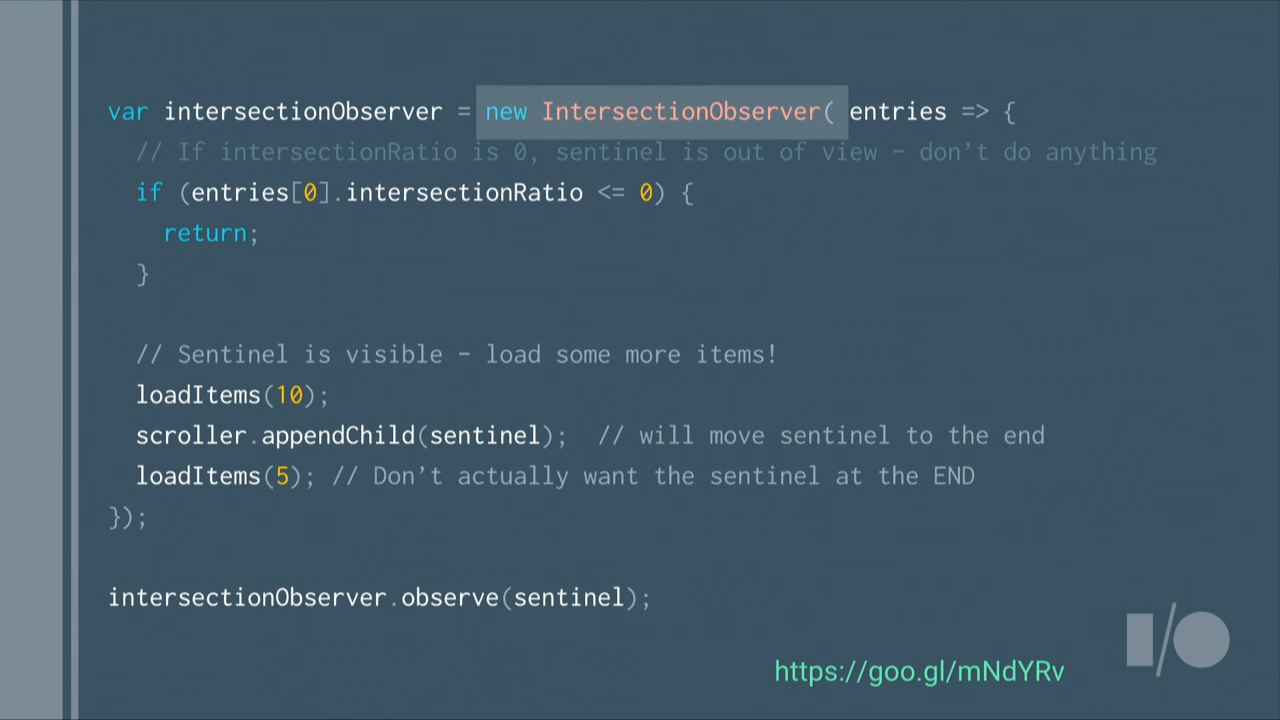 var intersectionObserver = new IntersectionObserver( entries => {
// If intersectionRatio is 0, sentinel is out of view – don’t do anything
if (entries[0].intersectionRatio <= 0) {
return;
}
// Sentinel is visible – load some more items!
loadItems(10);
scroller.appendChild(sentinel); // will move sentinel to the end
loadItems(5); // Don’t actually want the sentinel at the END
});
intersectionObserver.observe(sentinel);
https://goo.gl/mNdYRv
I/O